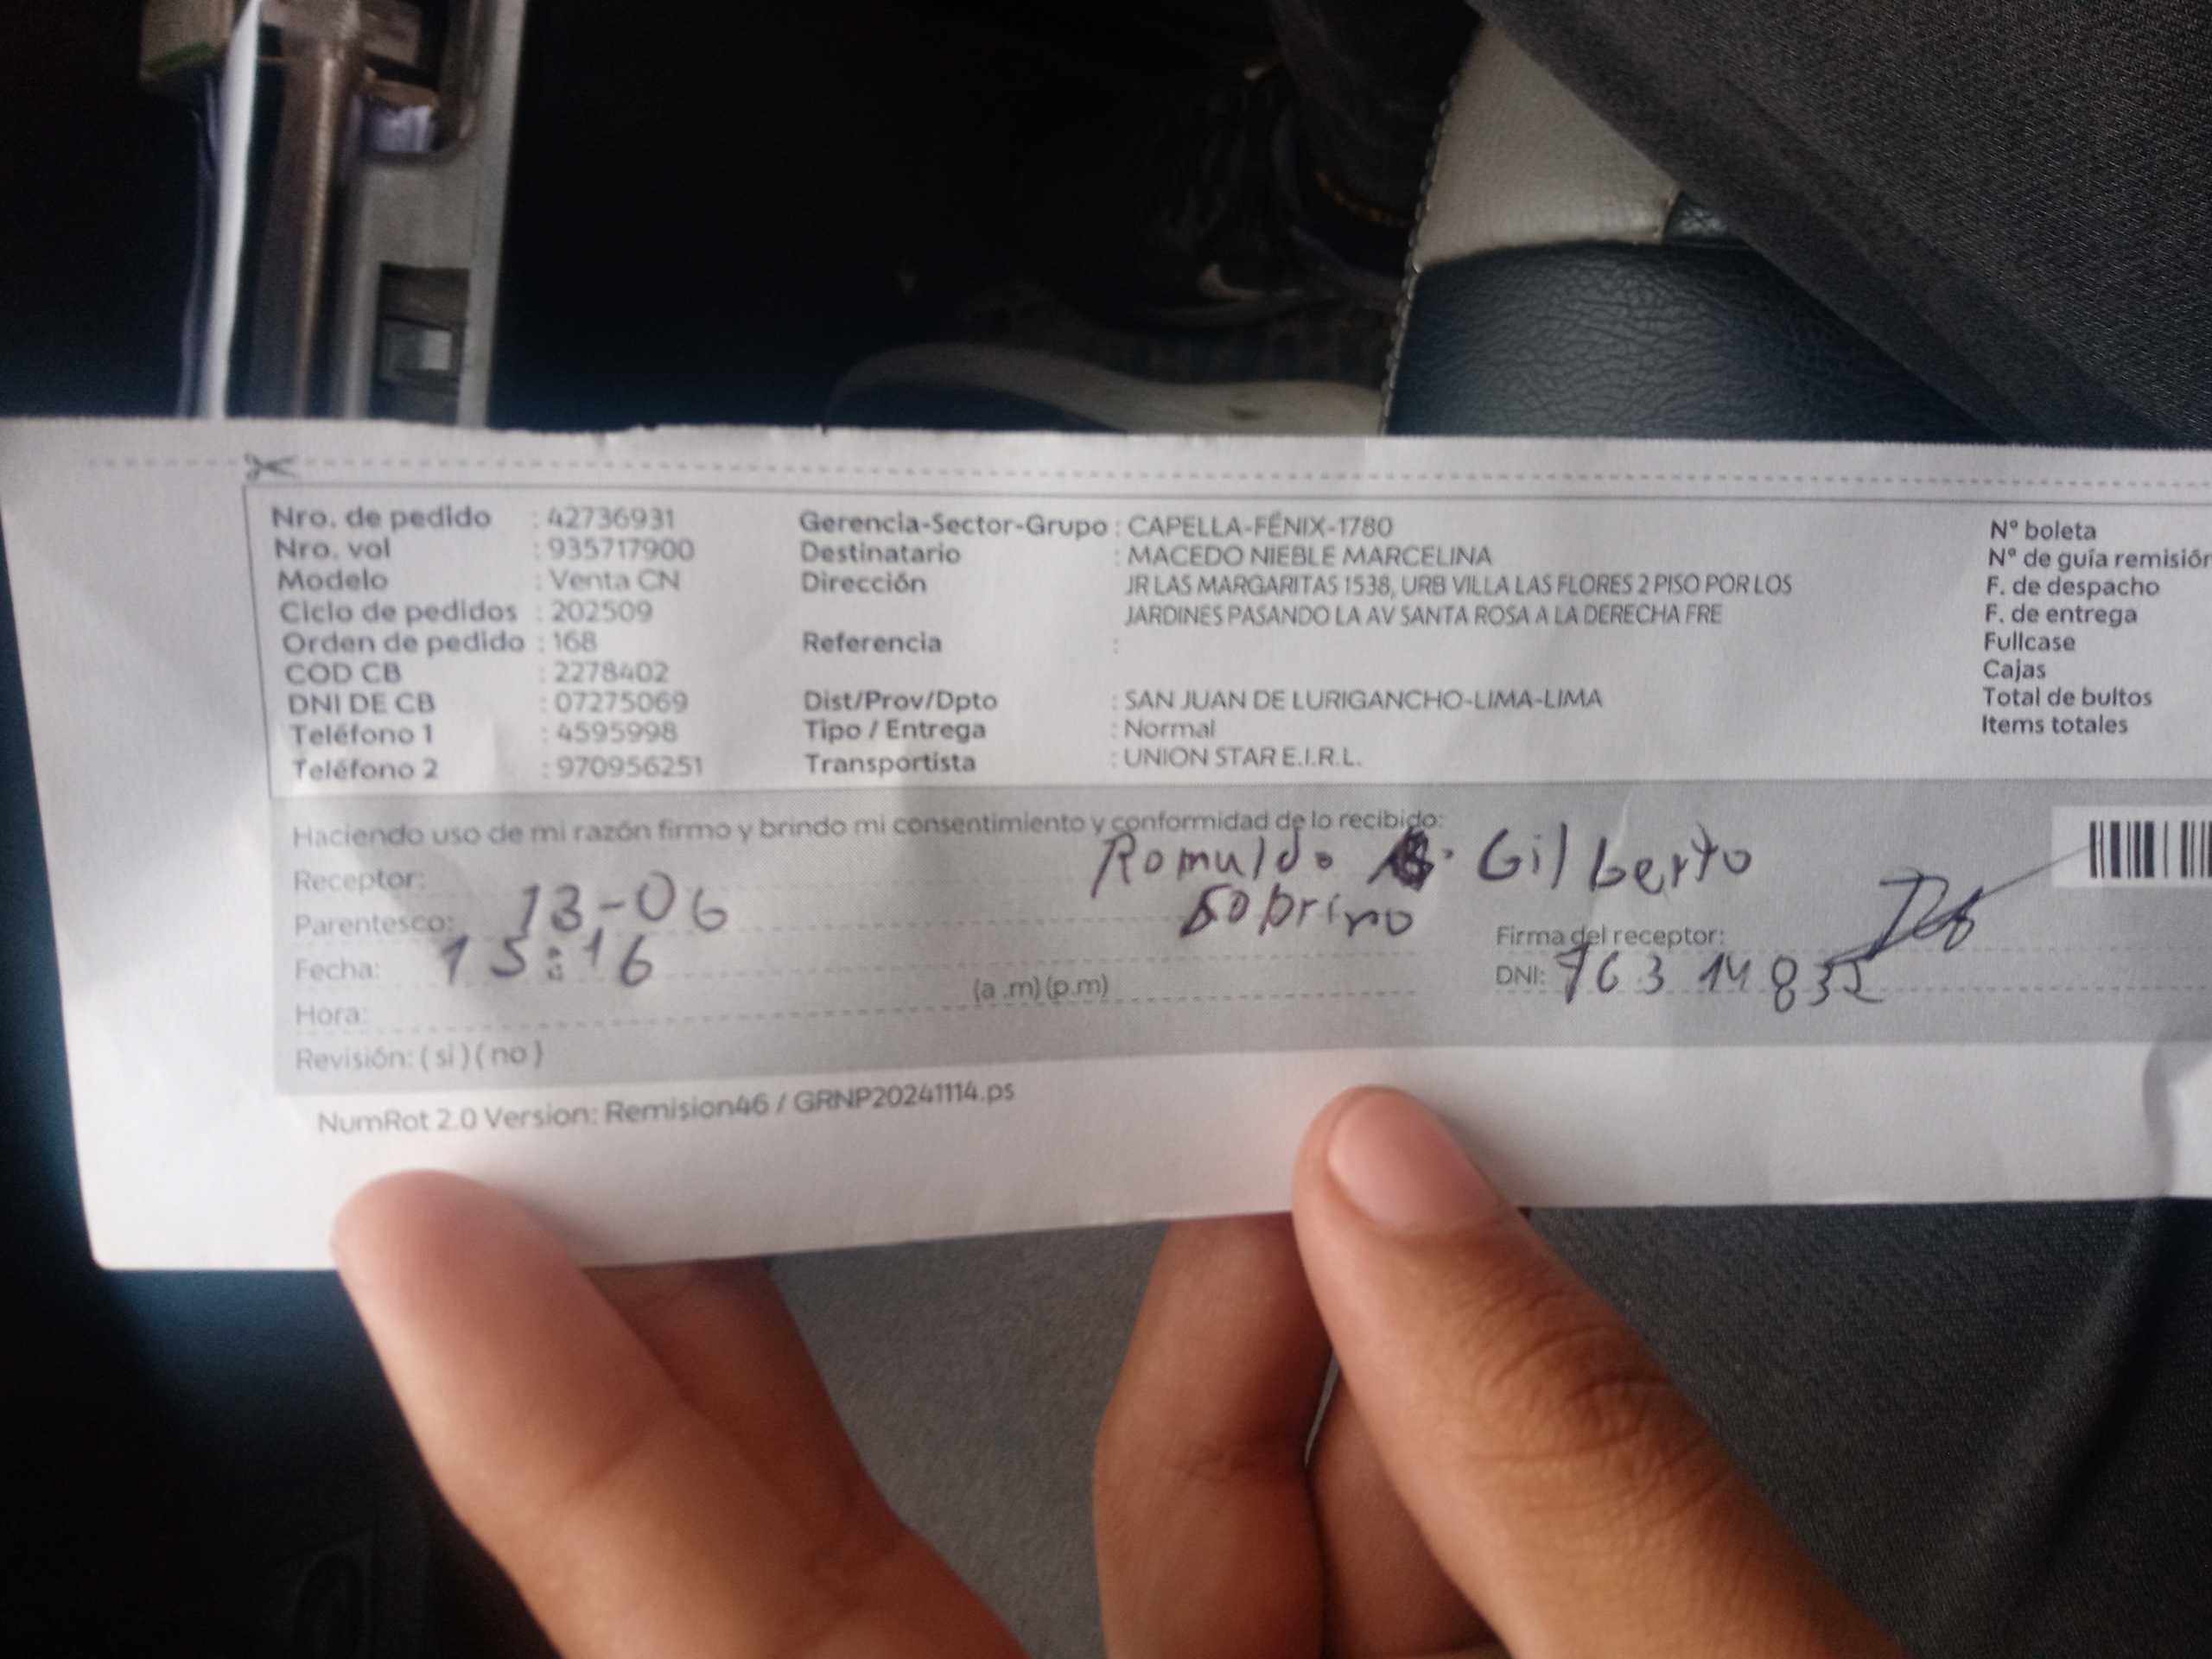 Nro. de pedido : 42736931
Nro. vol : 935717900
Modelo : Venta CN
Ciclo de pedidos : 202509
Orden de pedido : 168
COD CB : 2278402
DNI DE CB : 07275069
Teléfono 1 : 4595998
Teléfono 2 : 970956251
Gerencia-Sector-Grupo : CAPELLA-FÉNIX-1780
Destinatario : MACEDO NIEBLE MARCELINA
Dirección JR LAS MARGARITAS 1538, URB VILLA LAS FLORES 2 PISO POR LOS
JARDINES PASANDO LA AV SANTA ROSA A LA DERECHA FRE
Referencia :
Dist/Prov/Dpto : SAN JUAN DE LURIGANCHO-LIMA-LIMA
Tipo / Entrega : Normal
Transportista : UNION STAR E.I.R.L.
Nº boleta
Nº de guía remisión
F. de despacho
F. de entrega
Fullcase
Cajas
Total de bultos
Items totales
Haciendo uso de mi razón firmo y brindo mi consentimiento y conformidad de lo recibido:
Receptor: Romuldo Gilberto
Parentesco: 13-06 Sobrino
Firma del receptor:
Fecha: 15:16
DNI: 76314832
Hora: (a .m) (p.m)
Revisión: ( si ) ( no )
NumRot 2.0 Version: Remision46 / GRNP20241114.ps